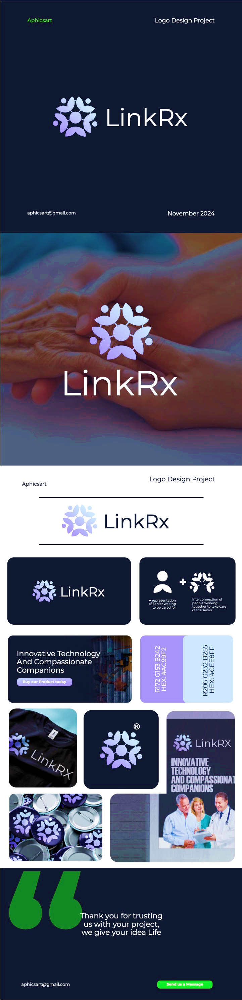 Aphicsart
Logo Design Project
LinkRx
aphicsart@gmail.com
November 2024
LinkRx
Aphicsart
Logo Design Project
LinkRx
LinkRx
+
A representation
of Senior waiting
to be cared for
Interconnection of
people working
together to take care
of the senior
Innovative Technology
And Compassionate
Companions
Buy our Product today
R172 G153 B242
HEX: #AC99F2
R206 G232 B255
HEX: #CEE8FF
LinkRX
®
LinkRX
INNOVATIVE
TECHNOLOGY
AND COMPASSIONAT
COMPANIONS
“
Thank you for trusting
us with your project,
we give your idea Life
aphicsart@gmail.com
Send us a Message